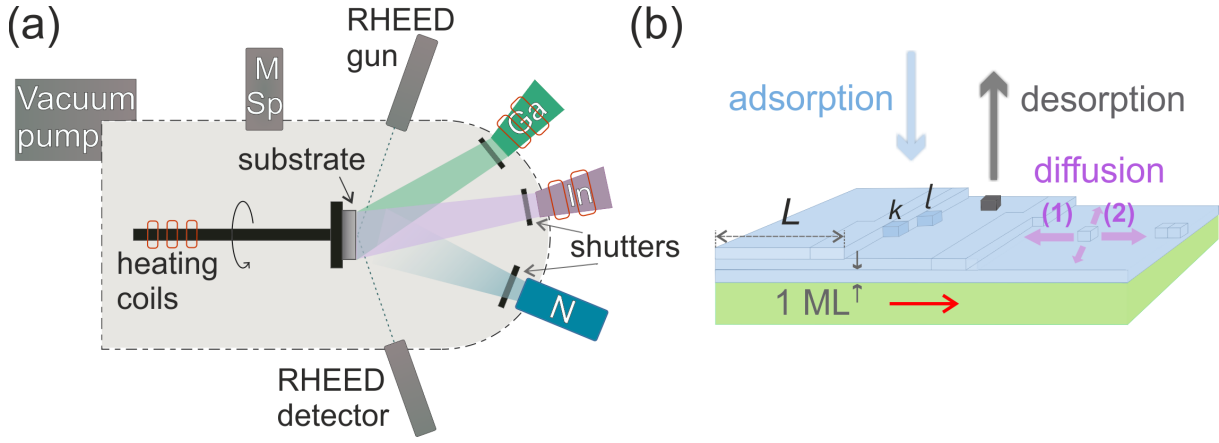 (a)
RHEED
gun
M
Sp
Vacuum
pump
Ga
substrate
In
shutters
heating
coils
N
RHEED
detector
(b)
adsorption
desorption
diffusion
L
k
l
(1)
(2)
1 ML